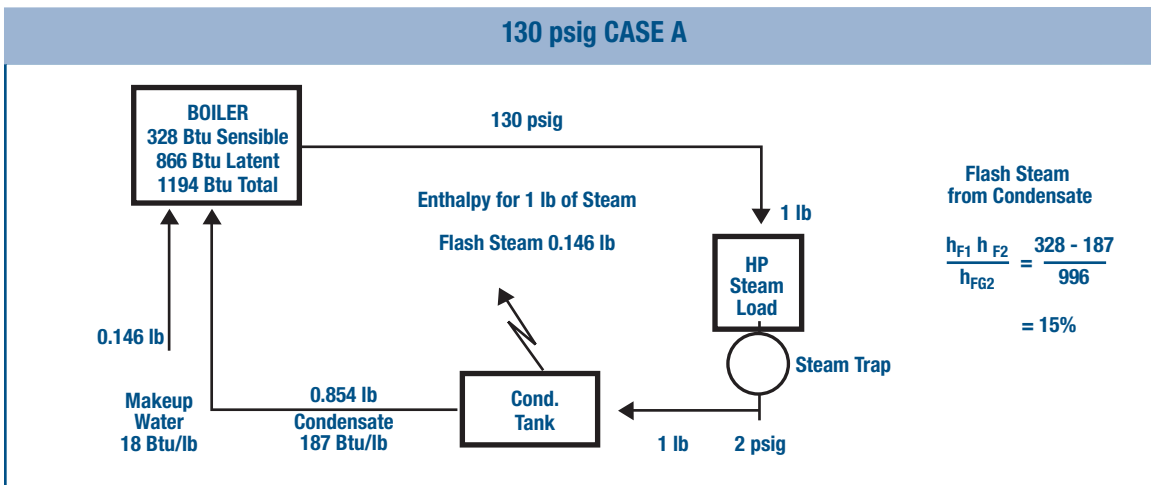 130 psig CASE A
BOILER
328 Btu Sensible
866 Btu Latent
1194 Btu Total
130 psig
Enthalpy for 1 lb of Steam
Flash Steam 0.146 lb
1 lb
HP
Steam
Load
Steam Trap
Flash Steam
from Condensate
hF1 h F2
hFG2
=
328 - 187
996
= 15%
0.146 lb
Makeup
Water
18 Btu/lb
0.854 lb
Condensate
187 Btu/lb
Cond.
Tank
1 lb
2 psig